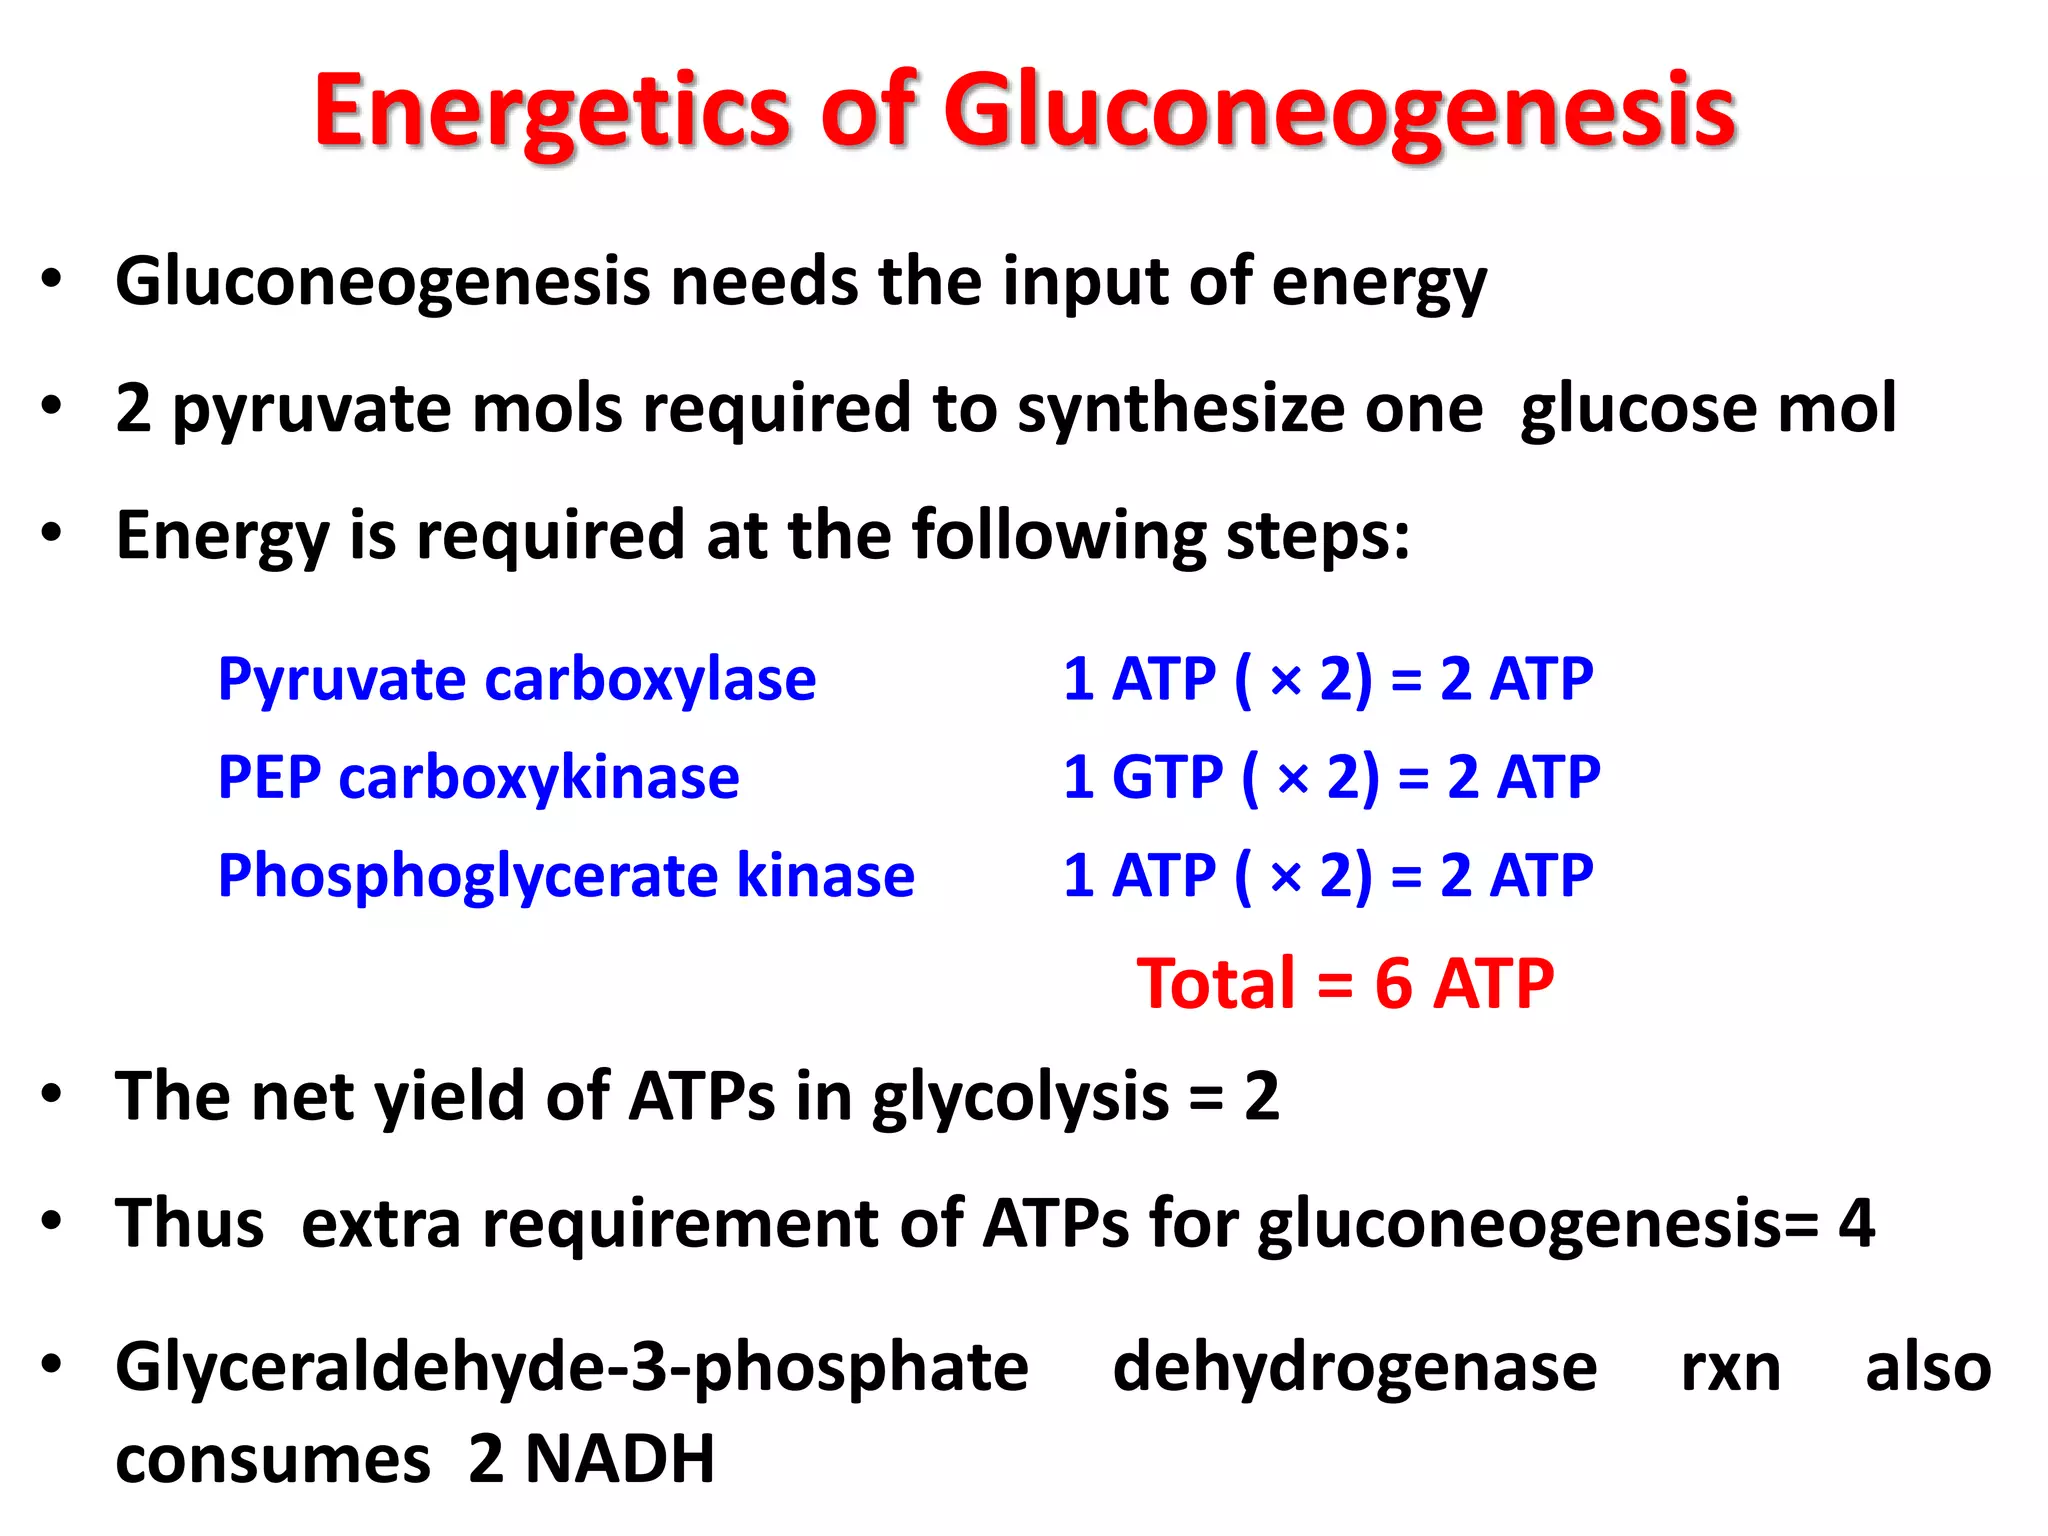 Energetics of Gluconeogenesis
• Gluconeogenesis needs the input of energy
• 2 pyruvate mols required to synthesize one glucose mol
• Energy is required at the following steps:
Pyruvate carboxylase 1 ATP ( × 2) = 2 ATP
PEP carboxykinase 1 GTP ( × 2) = 2 ATP
Phosphoglycerate kinase 1 ATP ( × 2) = 2 ATP
Total = 6 ATP
• The net yield of ATPs in glycolysis = 2
• Thus extra requirement of ATPs for gluconeogenesis= 4
• Glyceraldehyde-3-phosphate dehydrogenase rxn also
consumes 2 NADH